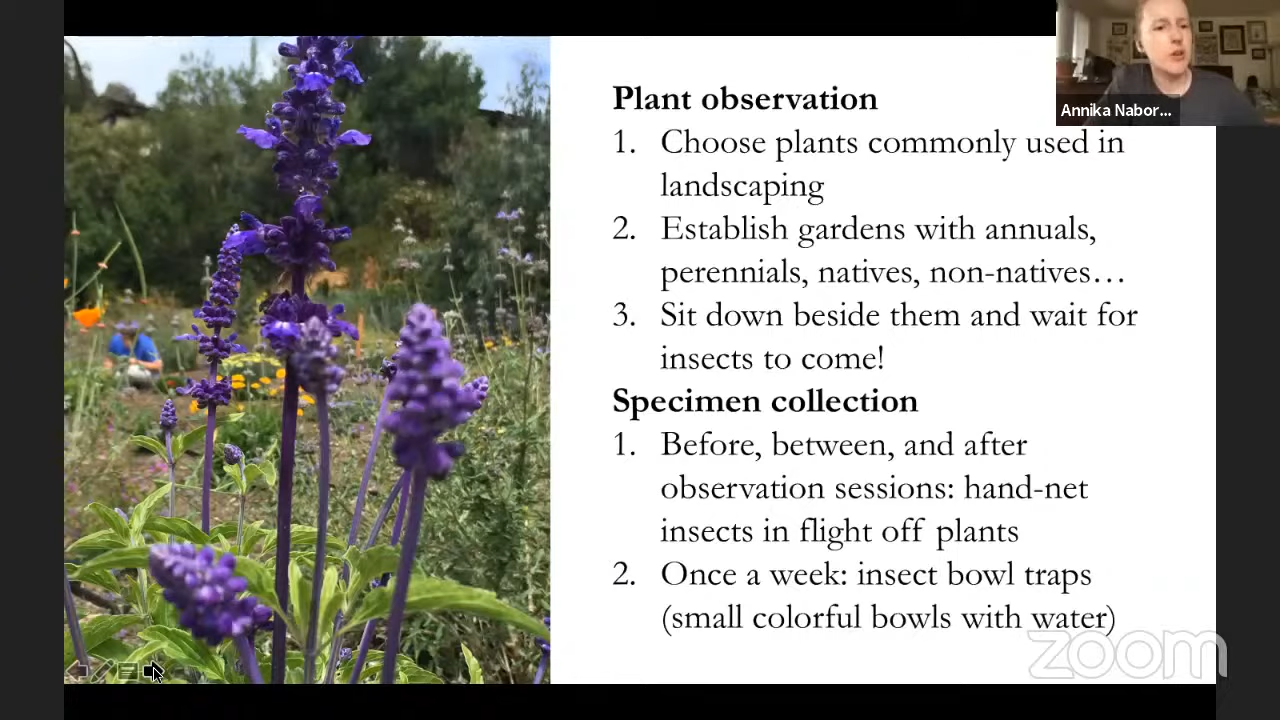 Annika Nabor...
Plant observation
1. Choose plants commonly used in
landscaping
2. Establish gardens with annuals,
perennials, natives, non-natives…
3. Sit down beside them and wait for
insects to come!
Specimen collection
1. Before, between, and after
observation sessions: hand-net
insects in flight off plants
2. Once a week: insect bowl traps
(small colorful bowls with water)
zoom